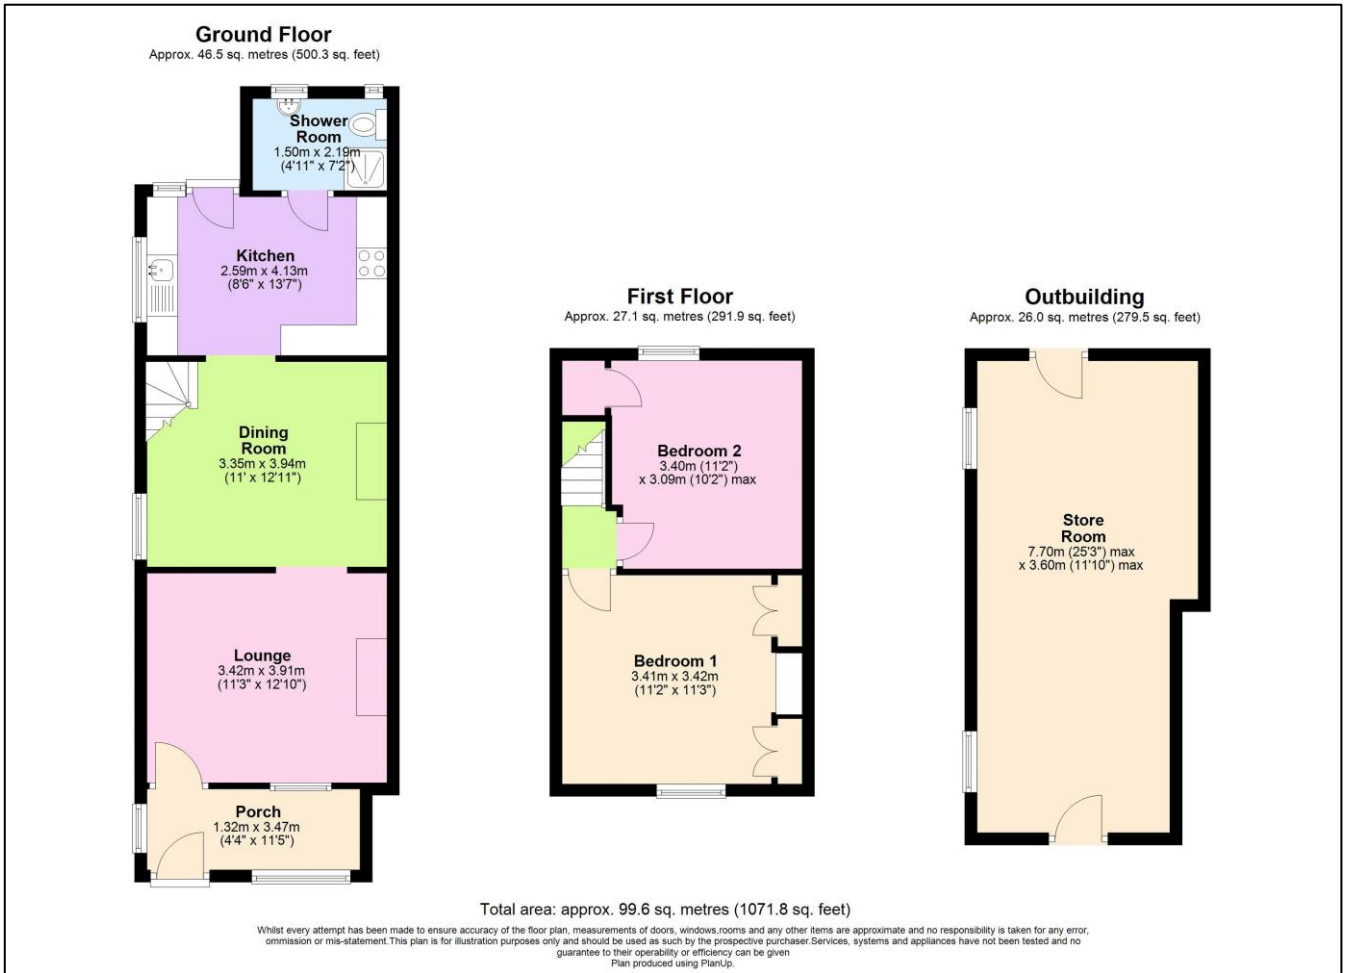 Ground Floor
Approx. 46.5 sq. metres (500.3 sq. feet)
Shower
Room
1.50m x 2.19m
(4'11" x 7'2")
Kitchen
2.59m x 4.13m
(8'6" x 13'7")
Dining
Room
3.35m x 3.94m
(11' x 12'11")
Lounge
3.42m x 3.91m
(11'3" x 12'10")
Porch
1.32m x 3.47m
(4'4" x 11'5")
First Floor
Approx. 27.1 sq. metres (291.9 sq. feet)
Bedroom 2
3.40m (11'2")
x 3.09m (10'2") max
Bedroom 1
3.41m x 3.42m
(11'2" x 11'3")
Outbuilding
Approx. 26.0 sq. metres (279.5 sq. feet)
Store
Room
7.70m (25'3") max
x 3.60m (11'10") max
Total area: approx. 99.6 sq. metres (1071.8 sq. feet)
Whilst every attempt has been made to ensure accuracy of the floor plan, measurements of doors, windows,rooms and any other items are approximate and no responsibility is taken for any error,
ommission or mis-statement.This plan is for illustration purposes only and should be used as such by the prospective purchaser.Services, systems and appliances have not been tested and no
guarantee to their operability or efficiency can be given
Plan produced using PlanUp.